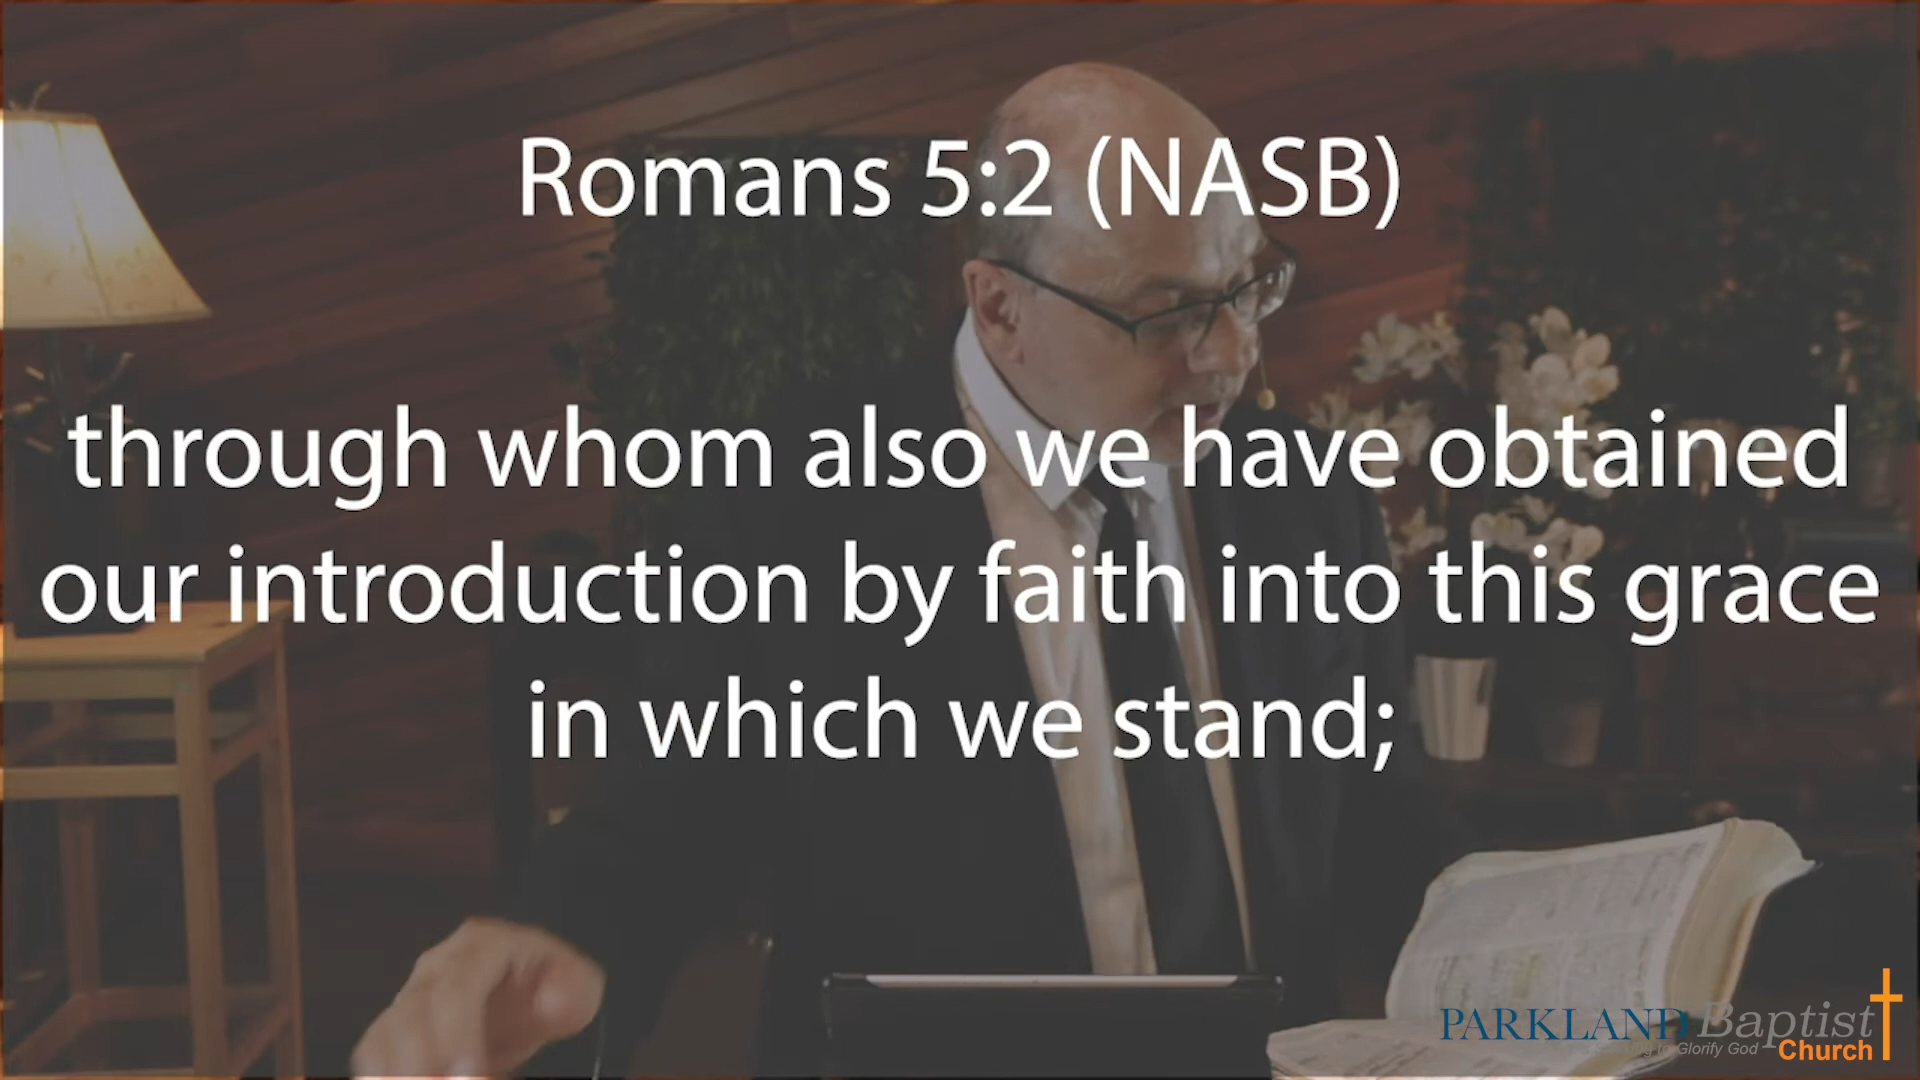 Romans 5:2 (NASB)
through whom also we have obtained
our introduction by faith into this grace
in which we stand;
PARKLAND Baptist
to Glorify God
Church